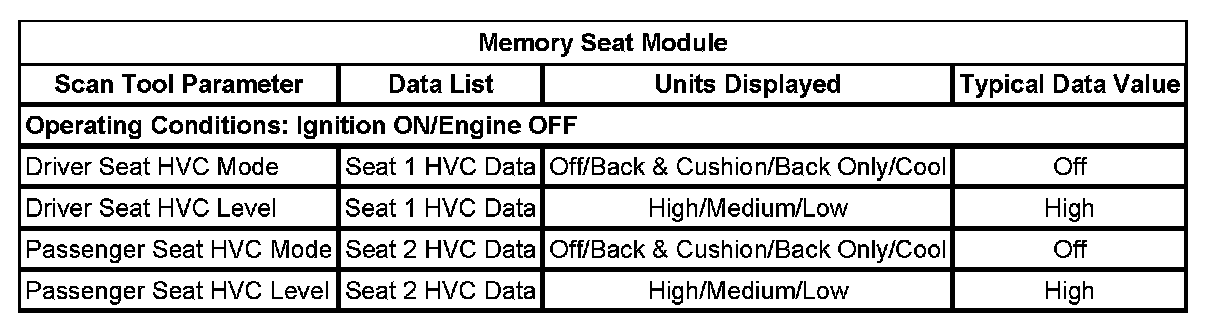 Memory Seat Module
Scan Tool Parameter Data List Units Displayed Typical Data Value
Operating Conditions: Ignition ON/Engine OFF
Driver Seat HVC Mode Seat 1 HVC Data Off/Back & Cushion/Back Only/Cool Off
Driver Seat HVC Level Seat 1 HVC Data High/Medium/Low High
Passenger Seat HVC Mode Seat 2 HVC Data Off/Back & Cushion/Back Only/Cool Off
Passenger Seat HVC Level Seat 2 HVC Data High/Medium/Low High